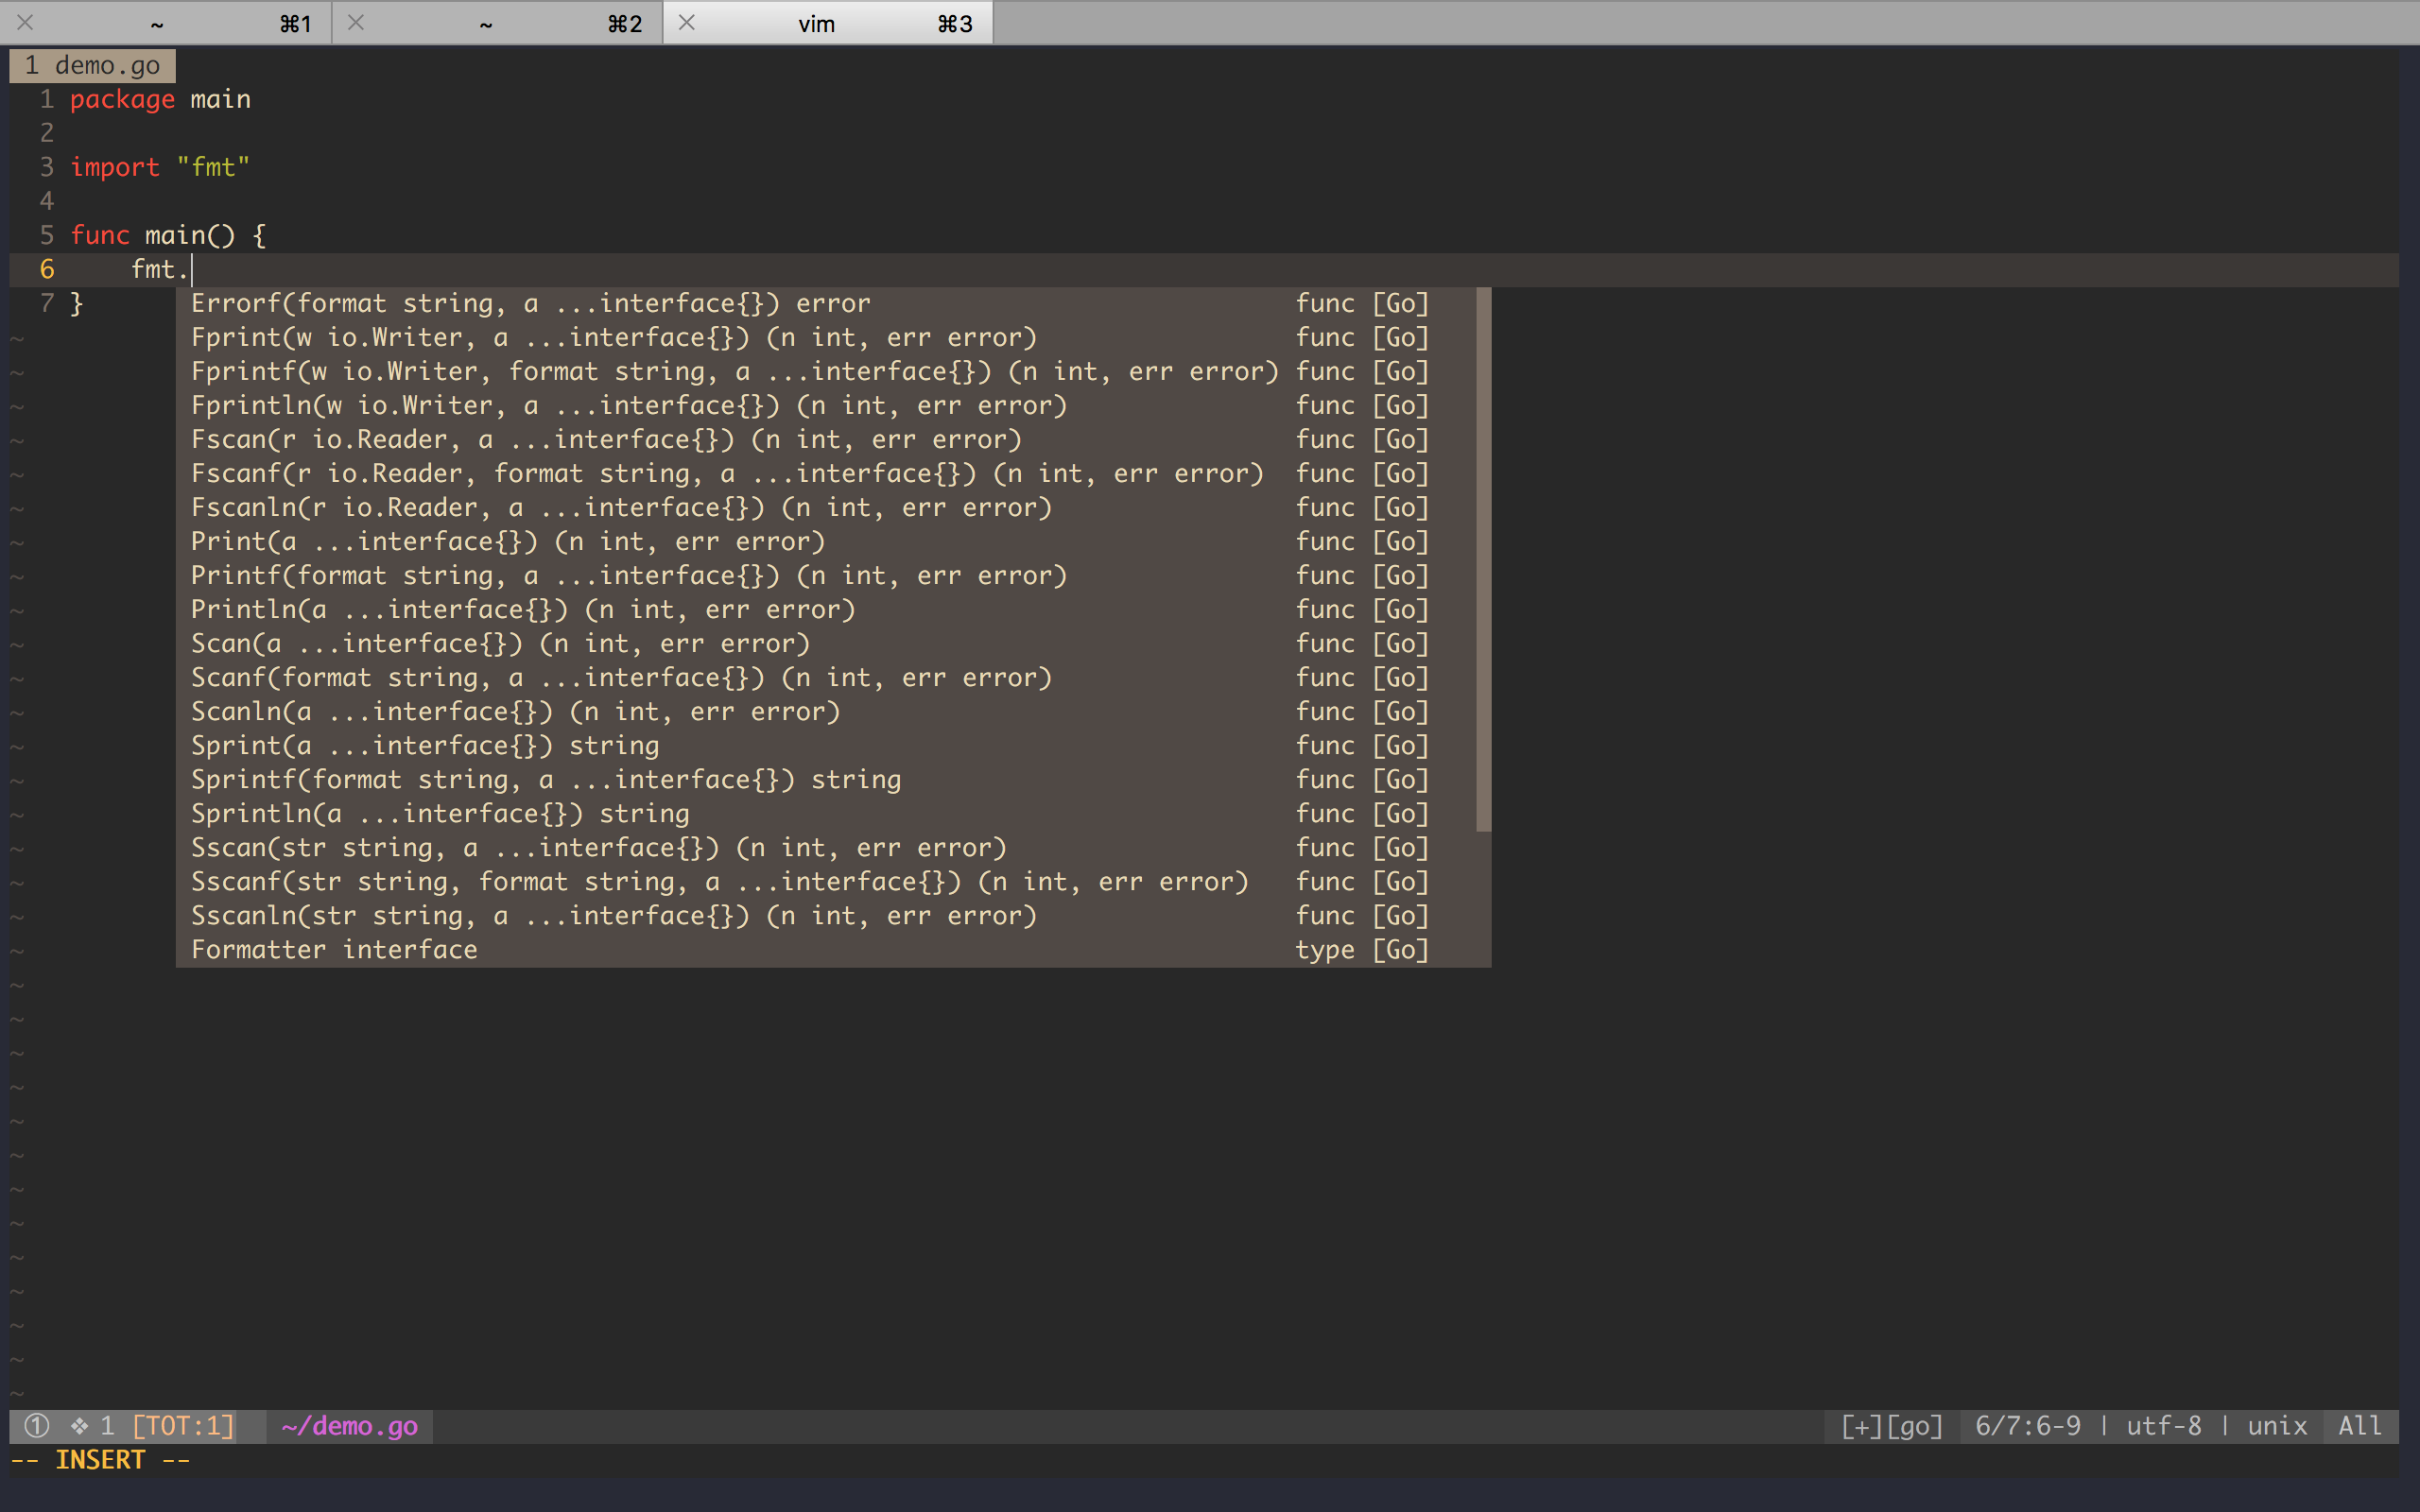 ~ ⌘1 ~ ⌘2 vim ⌘3
1 demo.go
1 package main
2
3 import "fmt"
4
5 func main() {
6     fmt.
7 }
Errorf(format string, a ...interface{}) error func [Go]
Fprint(w io.Writer, a ...interface{}) (n int, err error) func [Go]
Fprintf(w io.Writer, format string, a ...interface{}) (n int, err error) func [Go]
Fprintln(w io.Writer, a ...interface{}) (n int, err error) func [Go]
Fscan(r io.Reader, a ...interface{}) (n int, err error) func [Go]
Fscanf(r io.Reader, format string, a ...interface{}) (n int, err error) func [Go]
Fscanln(r io.Reader, a ...interface{}) (n int, err error) func [Go]
Print(a ...interface{}) (n int, err error) func [Go]
Printf(format string, a ...interface{}) (n int, err error) func [Go]
Println(a ...interface{}) (n int, err error) func [Go]
Scan(a ...interface{}) (n int, err error) func [Go]
Scanf(format string, a ...interface{}) (n int, err error) func [Go]
Scanln(a ...interface{}) (n int, err error) func [Go]
Sprint(a ...interface{}) string func [Go]
Sprintf(format string, a ...interface{}) string func [Go]
Sprintln(a ...interface{}) string func [Go]
Sscan(str string, a ...interface{}) (n int, err error) func [Go]
Sscanf(str string, format string, a ...interface{}) (n int, err error) func [Go]
Sscanln(str string, a ...interface{}) (n int, err error) func [Go]
Formatter interface type [Go]
① ❖ 1 [TOT:1] ~/demo.go [+][go] 6/7:6-9 | utf-8 | unix All
-- INSERT --